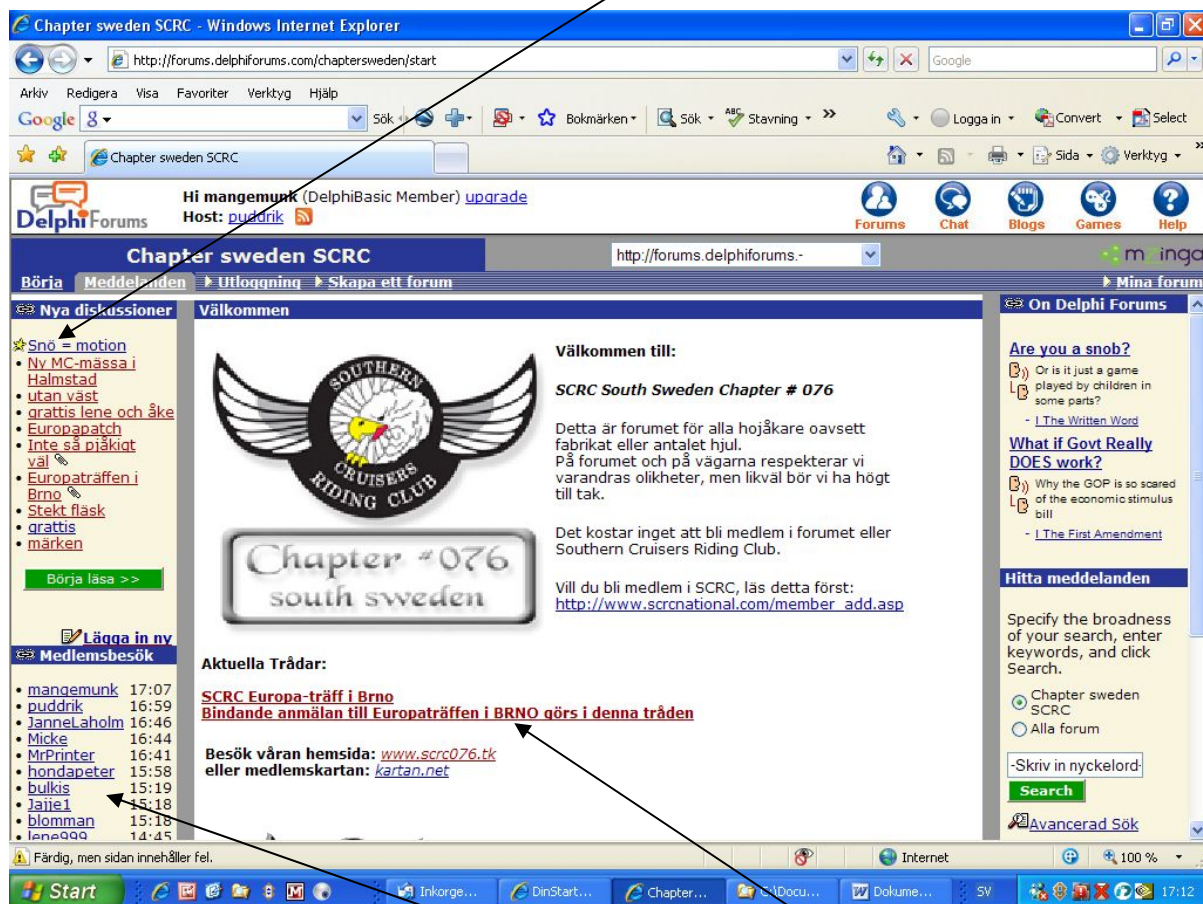 Chapter sweden SCRC - Windows Internet Explorer
http://forums.delphiforums.com/chaptersweden/start
Google
Arkiv Redigera Visa Favoriter Verktyg Hjälp
Google 8 Sök Bokmärken Sök ABC Stavning » Logga in Convert Select
Chapter sweden SCRC
Sida Verktyg »
DelphiForums
Hi mangemunk (DelphiBasic Member) upgrade
Host: puddrik
Forums Chat Blogs Games Help
Chapter sweden SCRC
http://forums.delphiforums.-
mzinga
Börja Meddelanden Utloggning Skapa ett forum Mina forum
Nya diskussioner
Snö = motion
• Ny MC-mässa i
Halmstad
• utan väst
• grattis lene och åke
• Europapatch
• Inte så pjåkigt
väl
• Europaträffen i
Brno
• Stekt fläsk
• grattis
• märken
Börja läsa >>
Lägga in ny
Medlemsbesök
• mangemunk 17:07
• puddrik 16:59
• JanneLaholm 16:46
• Micke 16:44
• MrPrinter 16:41
• hondapeter 15:58
• bulkis 15:19
• Jajje1 15:18
• blomman 15:18
• lene999 14:45
Välkommen
SOUTHERN
CRUISERS
RIDING CLUB
Chapter #076
south sweden
Välkommen till:
SCRC South Sweden Chapter # 076
Detta är forumet för alla hojåkare oavsett
fabrikat eller antalet hjul.
På forumet och på vägarna respekterar vi
varandras olikheter, men likväl bör vi ha högt
till tak.
Det kostar inget att bli medlem i forumet eller
Southern Cruisers Riding Club.
Vill du bli medlem i SCRC, läs detta först:
http://www.scrcnational.com/member_add.asp
Aktuella Trådar:
SCRC Europa-träff i Brno
Bindande anmälan till Europaträffen i BRNO görs i denna tråden
Besök våran hemsida: www.scrc076.tk
eller medlemskartan: kartan.net
On Delphi Forums
Are you a snob?
Or is it just a game
played by children in
some parts?
- I The Written Word
What if Govt Really
DOES work?
Why the GOP is so scared
of the economic stimulus
bill
- I The First Amendment
Hitta meddelanden
Specify the broadness
of your search, enter
keywords, and click
Search.
Chapter sweden
SCRC
Alla forum
-Skriv in nyckelord-
Search
Avancerad Sök
Färdig, men sidan innehåller fel. Internet 100 %
Start Inkorge... DinStart... Chapter... C:\Docu... Dokume... SV 17:12